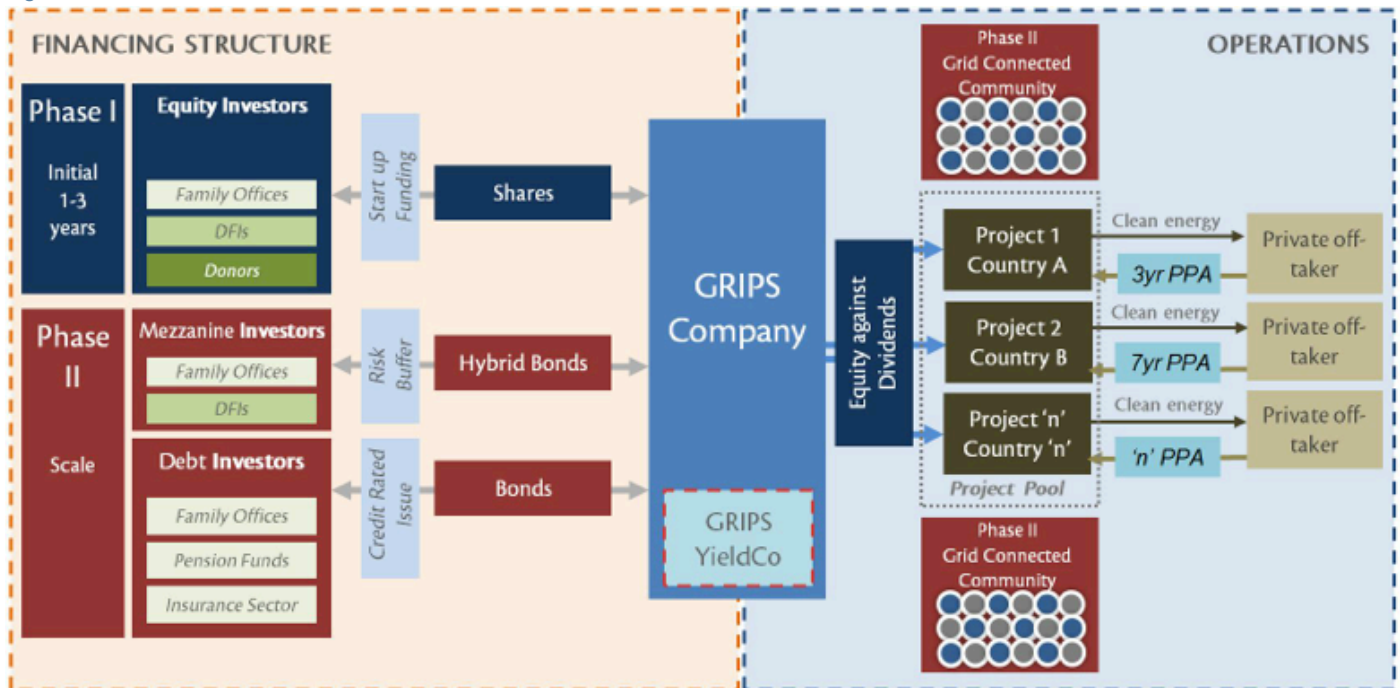 FINANCING STRUCTURE
Phase I
Initial
1-3
years
Equity Investors
Family Offices
DFIs
Donors
Start up
Funding
Shares
Phase
II
Scale
Mezzanine Investors
Family Offices
DFIs
Risk
Buffer
Hybrid Bonds
Debt Investors
Family Offices
Pension Funds
Insurance Sector
Credit Rated
Issue
Bonds
GRIPS
Company
GRIPS
YieldCo
OPERATIONS
Phase II
Grid Connected
Community
Equity against
Dividends
Project 1
Country A
Clean energy
3yr PPA
Private off-
taker
Project 2
Country B
Clean energy
7yr PPA
Private off-
taker
Project ‘n’
Country ‘n’
Clean energy
‘n’ PPA
Private off-
taker
Project Pool
Phase II
Grid Connected
Community